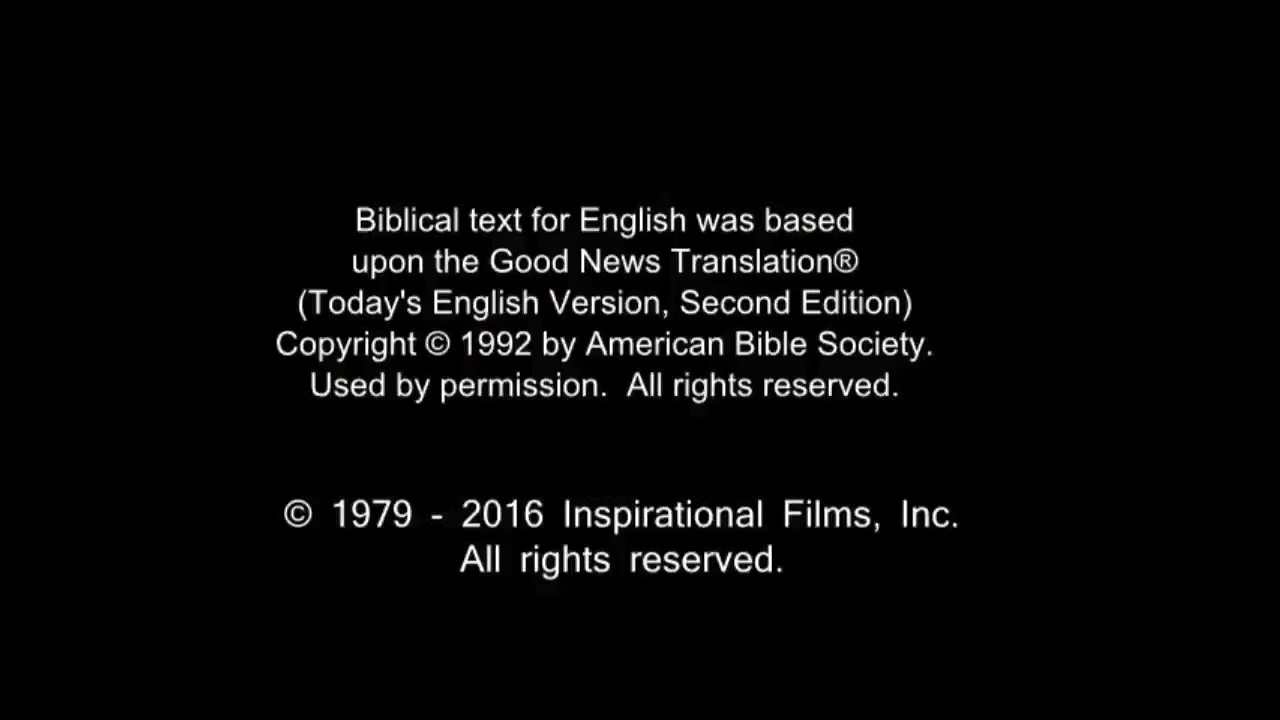 Biblical text for English was based
upon the Good News Translation®
(Today's English Version, Second Edition)
Copyright © 1992 by American Bible Society.
Used by permission.  All rights reserved.
© 1979 - 2016 Inspirational Films, Inc.
All rights reserved.